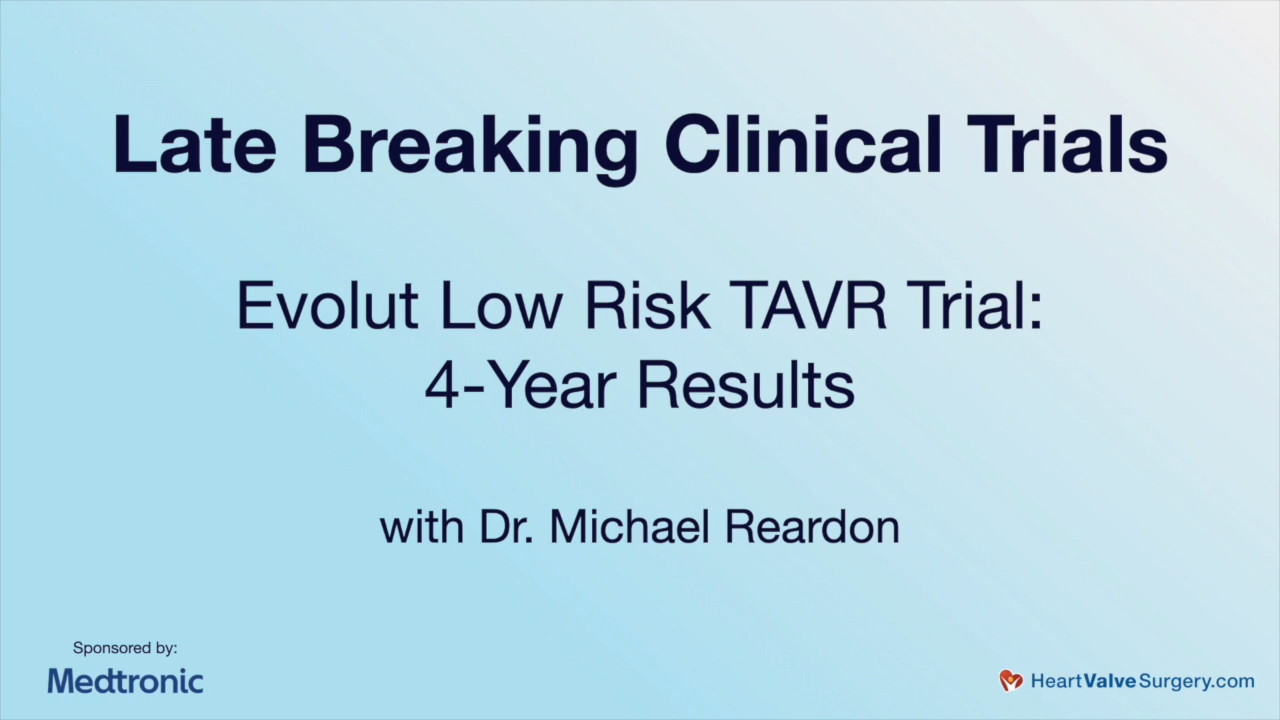 Late Breaking Clinical Trials
Evolut Low Risk TAVR Trial:
4-Year Results
with Dr. Michael Reardon
Sponsored by:
Medtronic
HeartValveSurgery.com